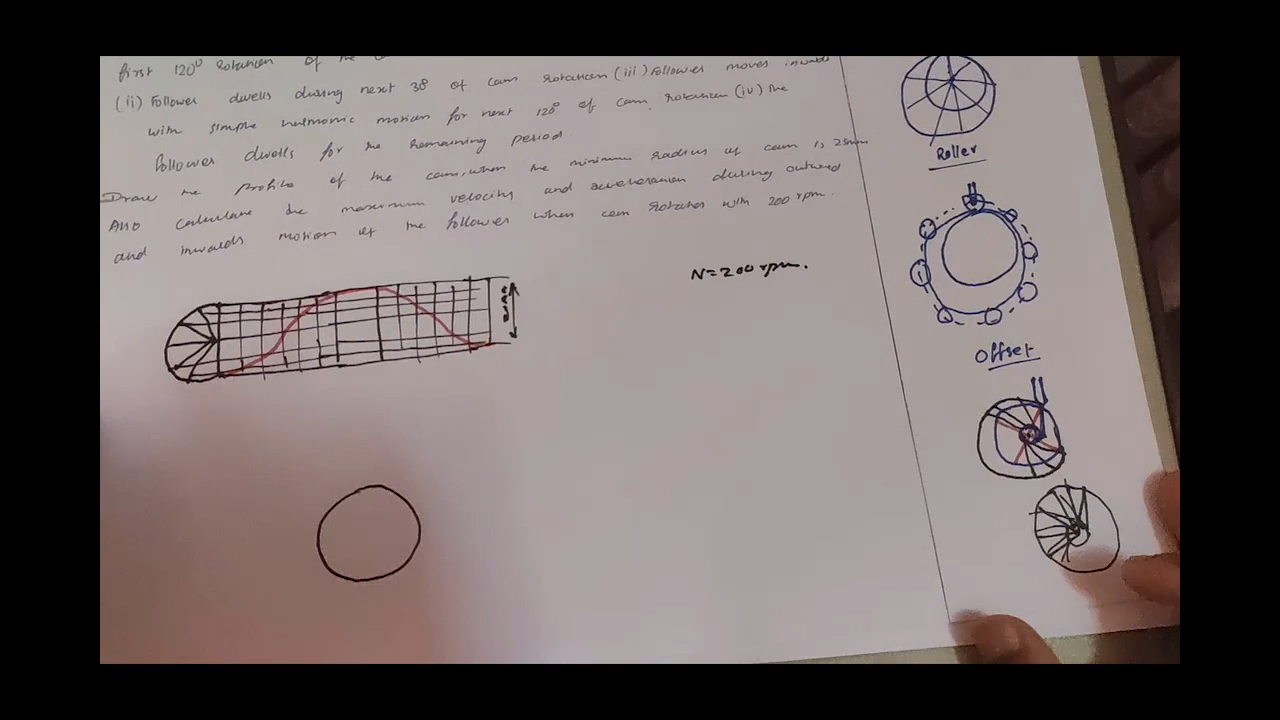 first 120° Rotation of the
(ii) Follower dwells during next 30° of cam rotation (iii) Follower moves inwards
with simple harmonic motion for next 120° of cam rotation (iv) the
follower dwells for the remaining period.
Draw the profile of the cam, when the minimum radius of cam is 25mm
Also calculate the maximum velocity and acceleration during outward
and inwards motion of the follower when cam rotates with 200 rpm.
N=200 rpm.
Roller
Offset